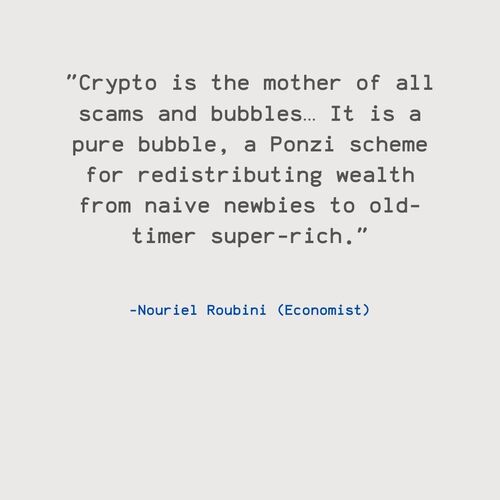 "Crypto is the mother of all
scams and bubbles… It is a
pure bubble, a Ponzi scheme
for redistributing wealth
from naive newbies to old-
timer super-rich."
-Nouriel Roubini (Economist)